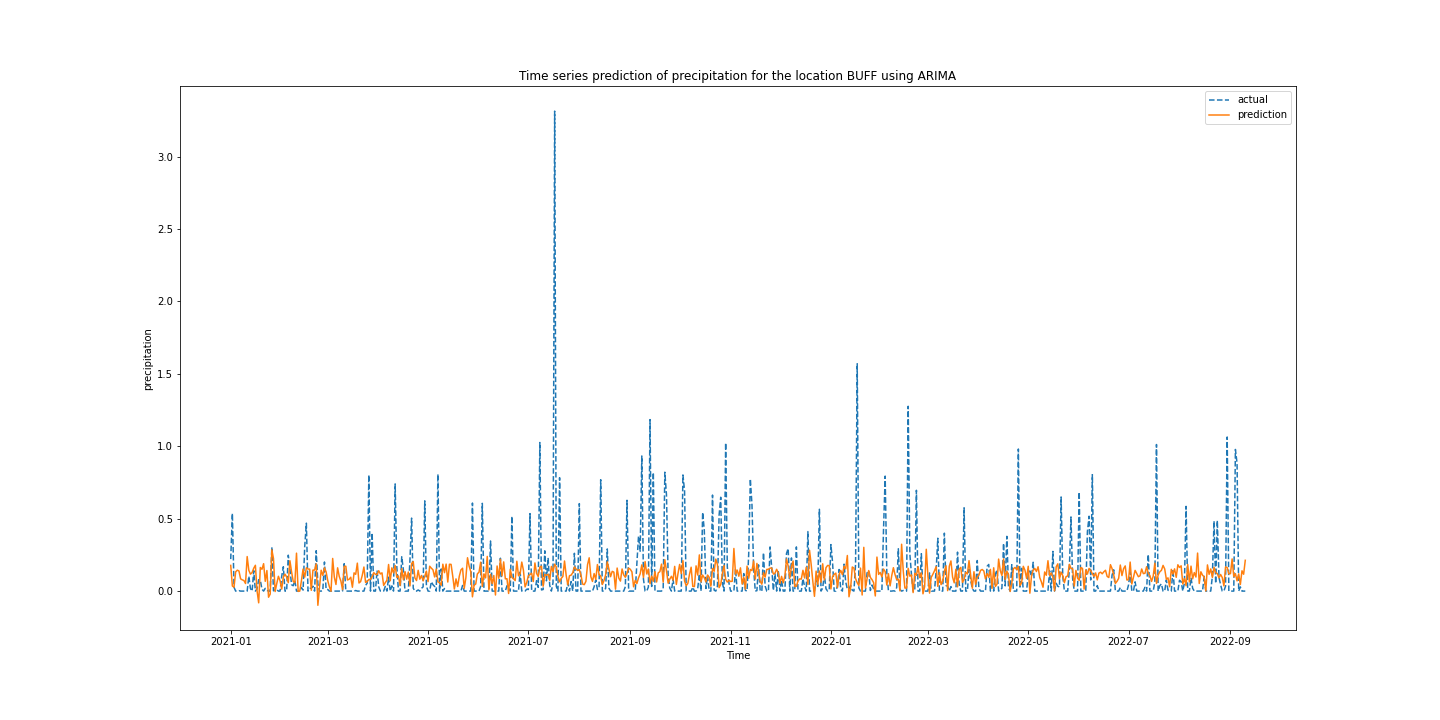 Time series prediction of precipitation for the location BUFF using ARIMA
actual
prediction
3.0
2.5
2.0
1.5
1.0
0.5
0.0
precipitation
2021-01 2021-03 2021-05 2021-07 2021-09 2021-11 2022-01 2022-03 2022-05 2022-07 2022-09
Time